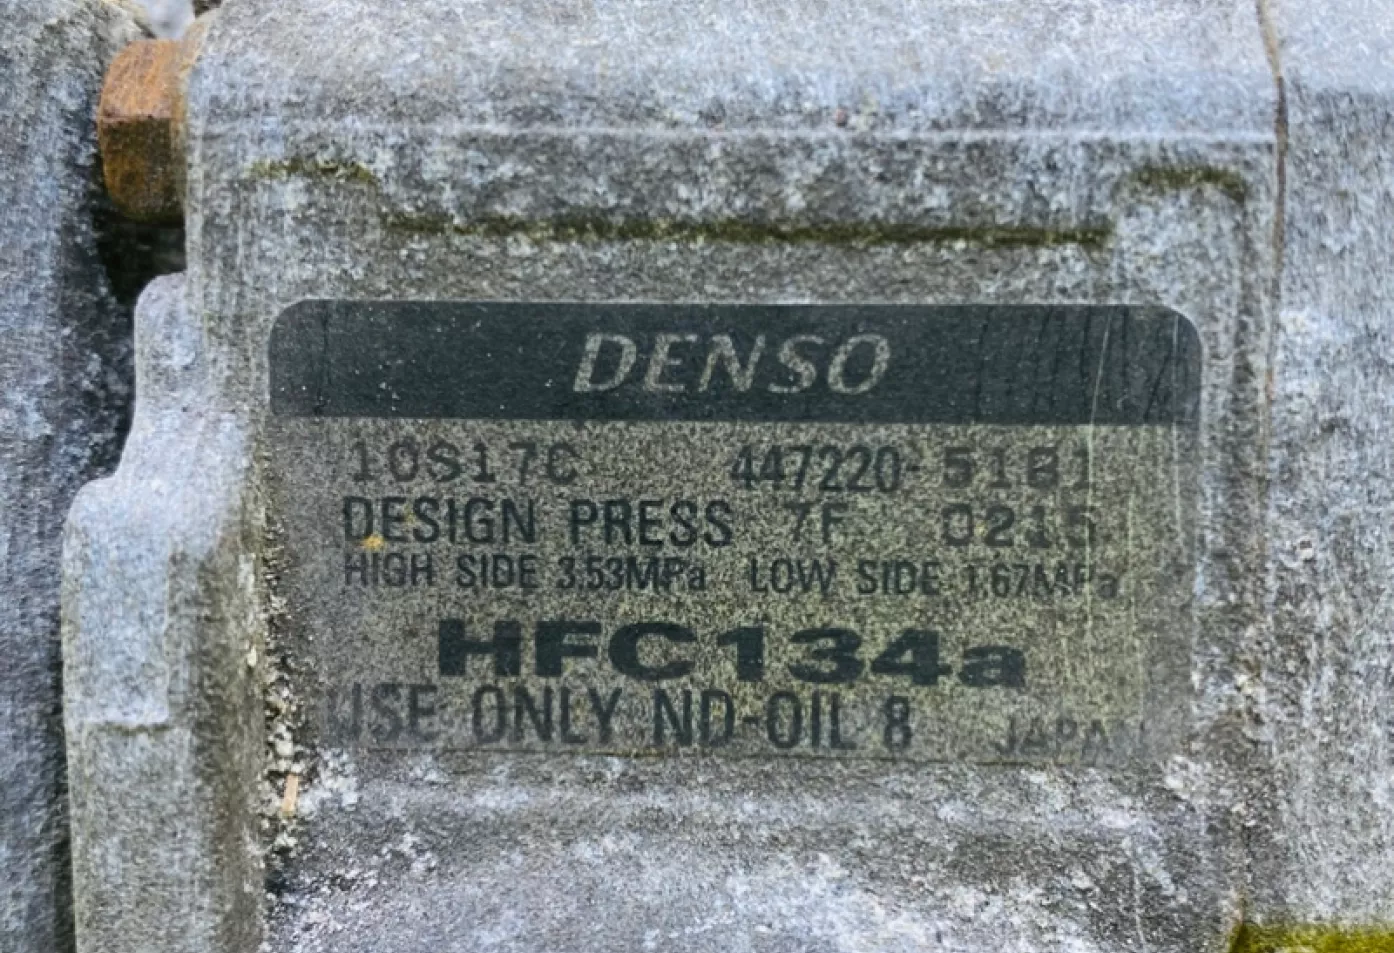 DENSO
10S17C 447220-5181
DESIGN PRESS 7F 0215
HIGH SIDE 3.53MPa LOW SIDE 1.67MPa
HFC134a
USE ONLY ND-OIL 8 JAPAN